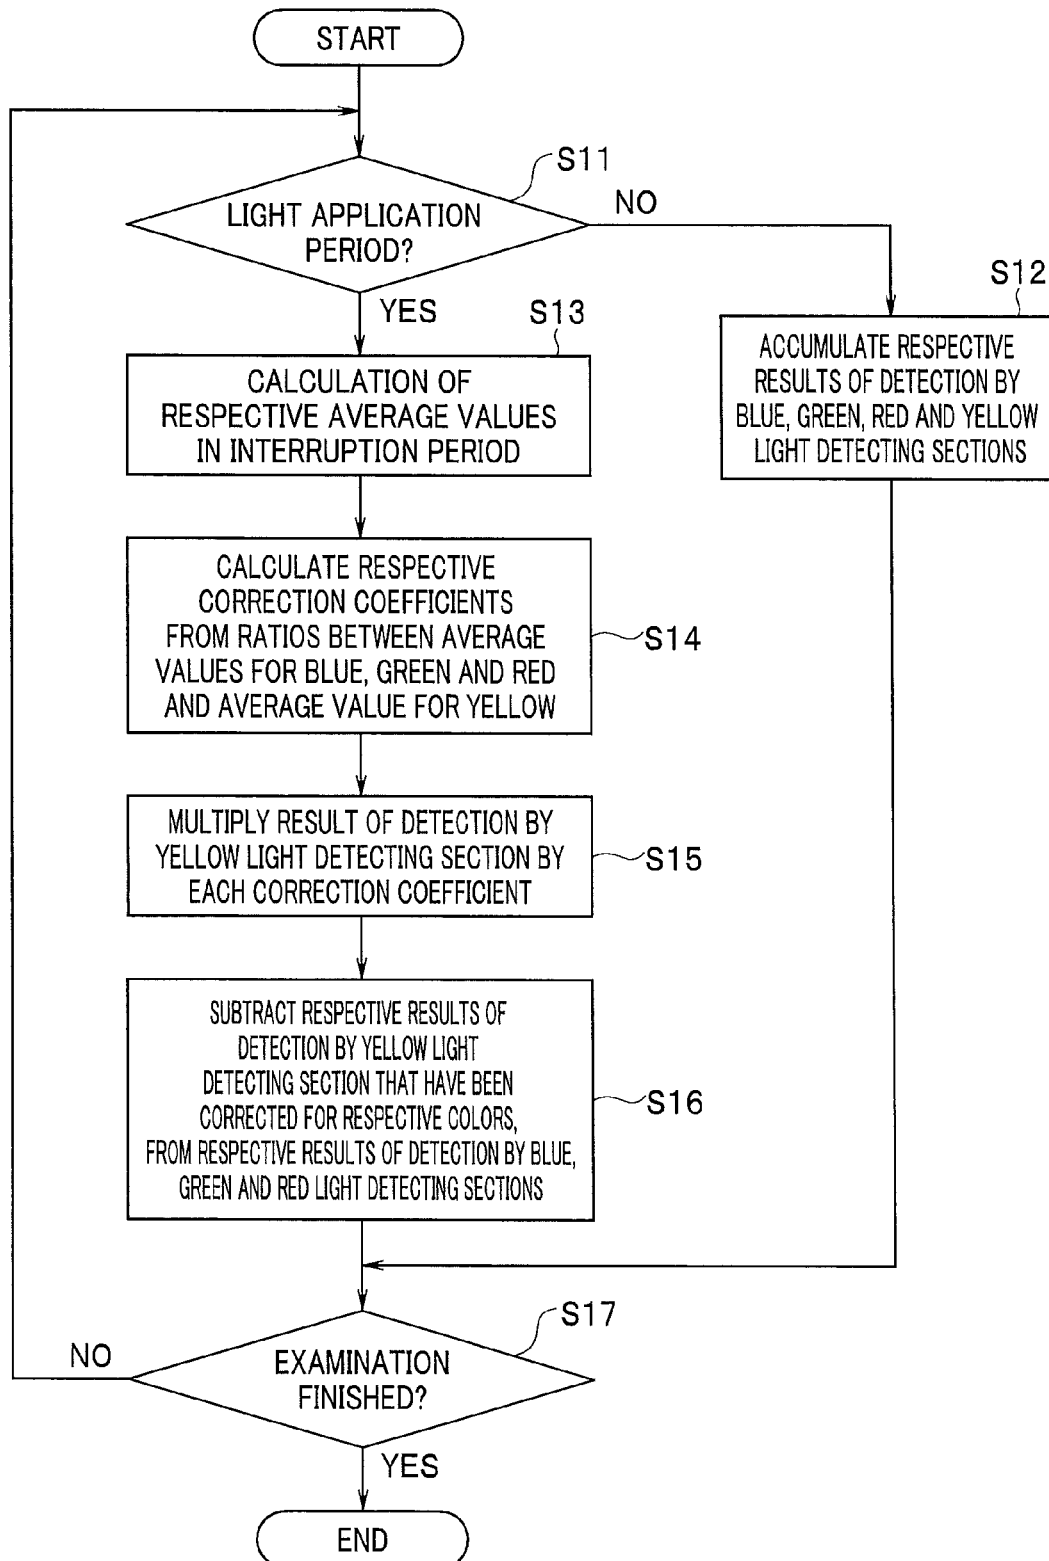 START
S11
LIGHT APPLICATION
PERIOD?
NO
YES
S12
ACCUMULATE RESPECTIVE
RESULTS OF DETECTION BY
BLUE, GREEN, RED AND YELLOW
LIGHT DETECTING SECTIONS
S13
CALCULATION OF
RESPECTIVE AVERAGE VALUES
IN INTERRUPTION PERIOD
CALCULATE RESPECTIVE
CORRECTION COEFFICIENTS
FROM RATIOS BETWEEN AVERAGE
VALUES FOR BLUE, GREEN AND RED
AND AVERAGE VALUE FOR YELLOW
S14
MULTIPLY RESULT OF DETECTION BY
YELLOW LIGHT DETECTING SECTION BY
EACH CORRECTION COEFFICIENT
S15
SUBTRACT RESPECTIVE RESULTS OF
DETECTION BY YELLOW LIGHT
DETECTING SECTION THAT HAVE BEEN
CORRECTED FOR RESPECTIVE COLORS,
FROM RESPECTIVE RESULTS OF DETECTION BY BLUE,
GREEN AND RED LIGHT DETECTING SECTIONS
S16
S17
NO
EXAMINATION
FINISHED?
YES
END